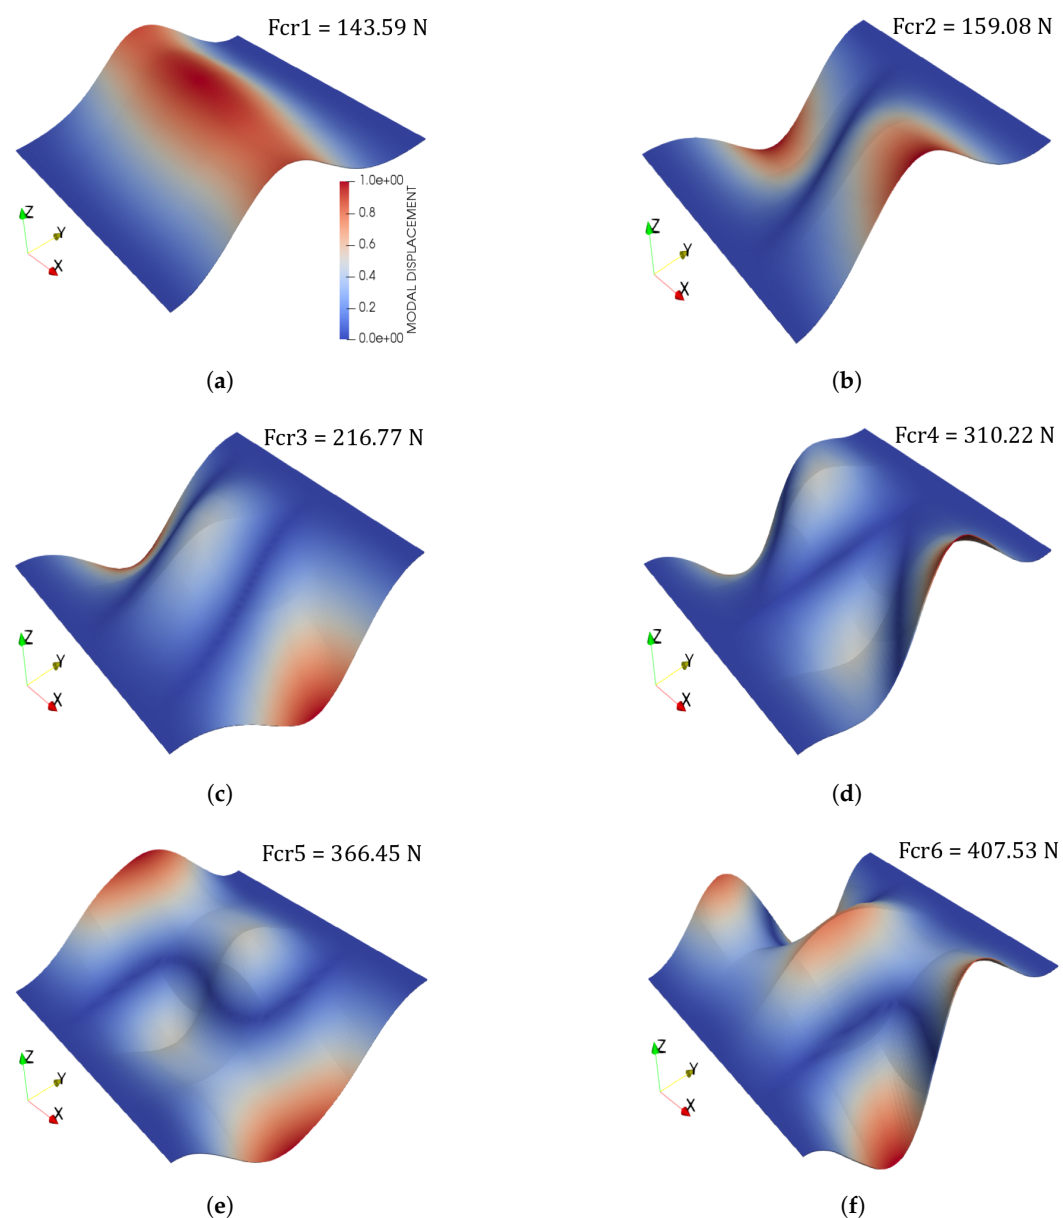 Fcr1 = 143.59 N
Fcr2 = 159.08 N
1.0e+00
0.8
0.6
0.4
0.2
0.0e+00
MODAL DISPLACEMENT
Z
Y
X
Z
Y
X
(a)
(b)
Fcr3 = 216.77 N
Fcr4 = 310.22 N
Z
Y
X
Z
Y
X
(c)
(d)
Fcr5 = 366.45 N
Fcr6 = 407.53 N
Z
Y
X
Z
Y
X
(e)
(f)